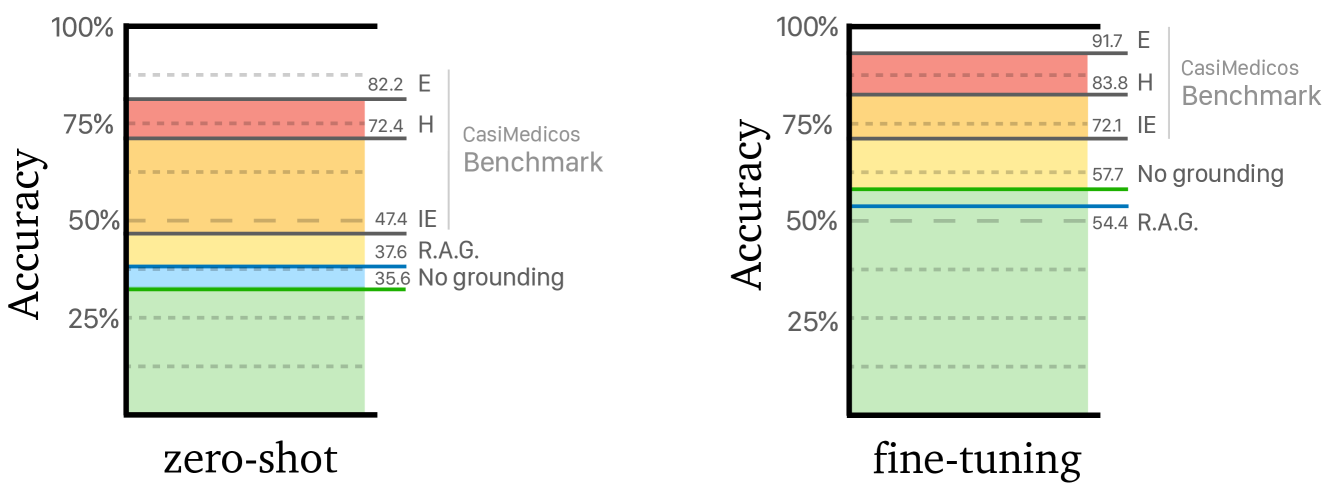 100%
82.2 E
75%
72.4 H
CasiMedicos
Benchmark
50%
47.4 IE
37.6 R.A.G.
35.6 No grounding
25%
Accuracy
zero-shot
100%
91.7 E
83.8 H
CasiMedicos
Benchmark
75%
72.1 IE
57.7 No grounding
50%
54.4 R.A.G.
25%
Accuracy
fine-tuning